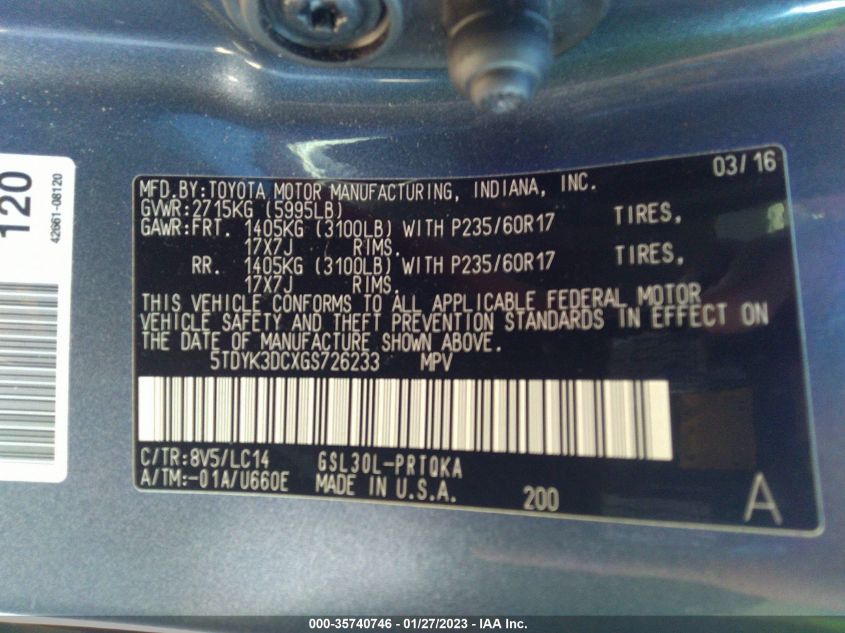 120
42661-08120
03/16
MFD.BY:TOYOTA MOTOR MANUFACTURING, INDIANA, INC.
GVWR:2715KG (5995LB)
GAWR:FRT. 1405KG (3100LB) WITH P235/60R17 TIRES,
17X7J RIMS.
RR. 1405KG (3100LB) WITH P235/60R17 TIRES,
17X7J RIMS.
THIS VEHICLE CONFORMS TO ALL APPLICABLE FEDERAL MOTOR
VEHICLE SAFETY AND THEFT PREVENTION STANDARDS IN EFFECT ON
THE DATE OF MANUFACTURE SHOWN ABOVE.
5TDYK3DCXGS726233 MPV
C/TR:8V5/LC14 GSL30L-PRTQKA
A/TM:-01A/U660E MADE IN U.S.A. 200 A
000-35740746 — 01/27/2023 — IAA Inc.